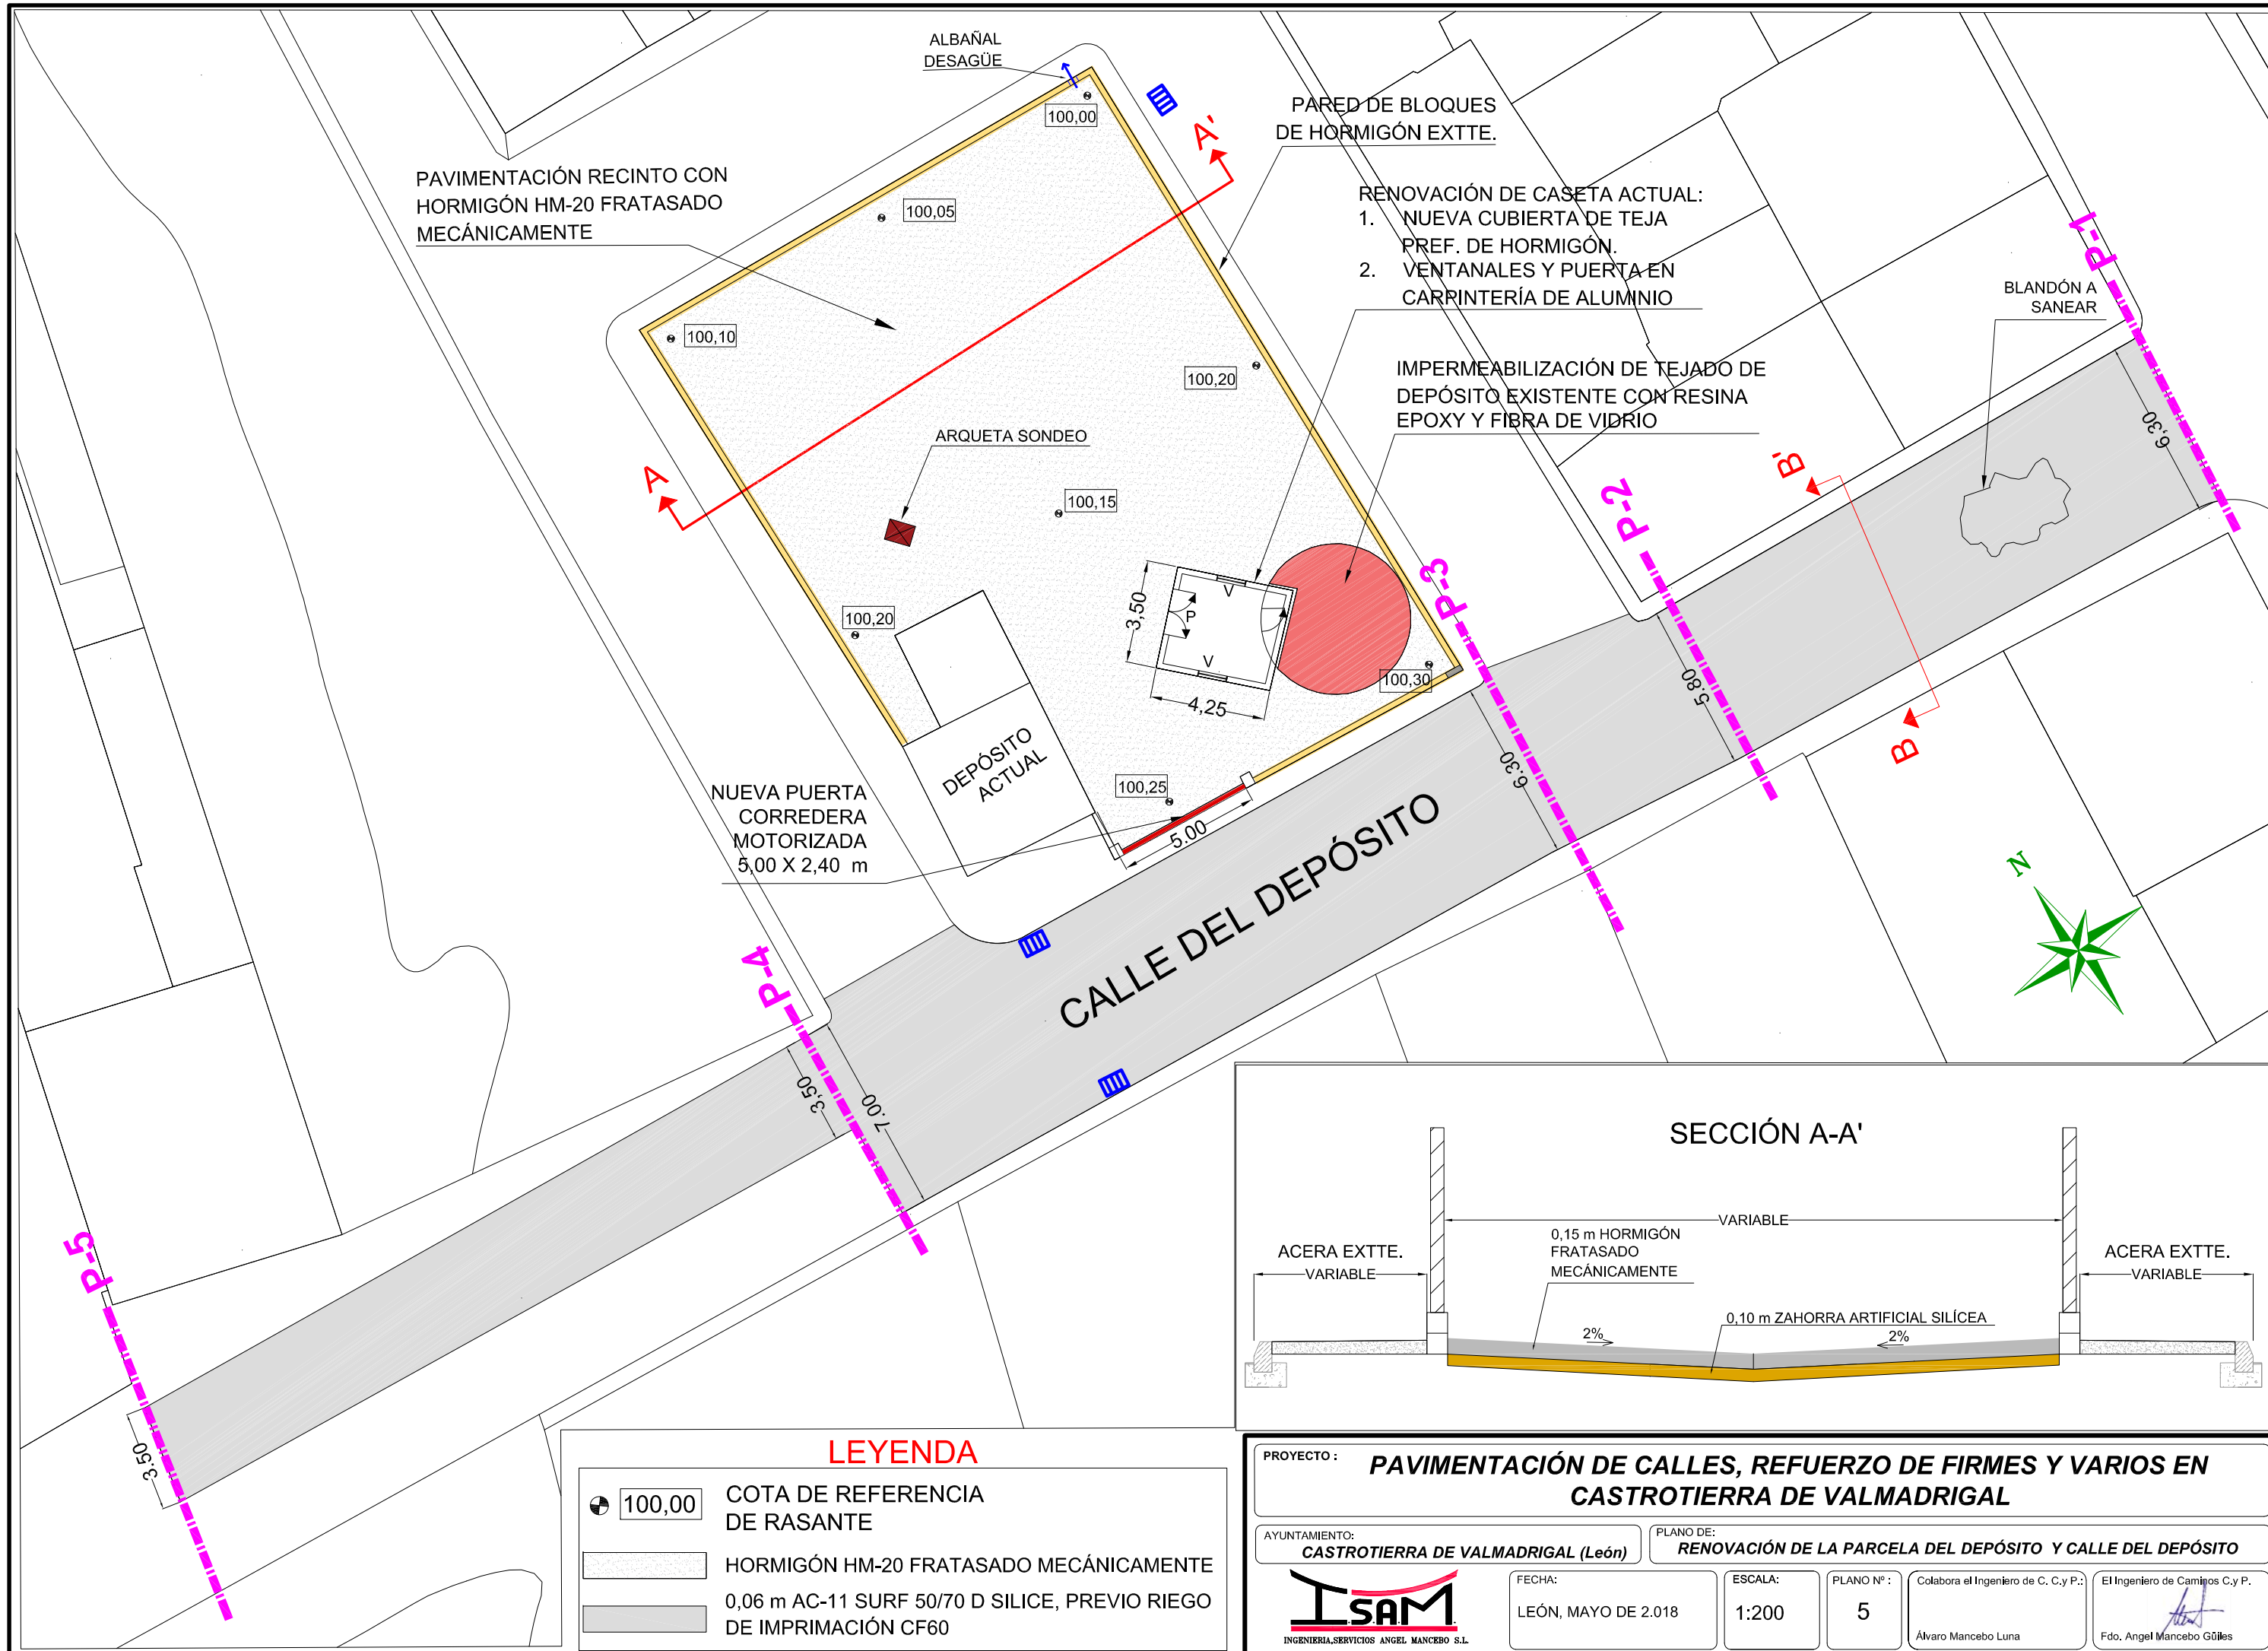 ALBAÑAL
DESAGÜE
100,00
PARED DE BLOQUES
DE HORMIGÓN EXTTE.
A'
PAVIMENTACIÓN RECINTO CON
HORMIGÓN HM-20 FRATASADO
MECÁNICAMENTE
100,05
RENOVACIÓN DE CASETA ACTUAL:
1. NUEVA CUBIERTA DE TEJA
PREF. DE HORMIGÓN.
2. VENTANALES Y PUERTA EN
CARPINTERÍA DE ALUMINIO
P-1
BLANDÓN A
SANEAR
100,10
100,20
IMPERMEABILIZACIÓN DE TEJADO DE
DEPÓSITO EXISTENTE CON RESINA
EPOXY Y FIBRA DE VIDRIO
6,30
ARQUETA SONDEO
A
B'
P-2
100,15
P-3
3,50
V
P
V
4,25
100,20
100,30
5,80
B
DEPÓSITO
ACTUAL
100,25
6,30
NUEVA PUERTA
CORREDERA
MOTORIZADA
5,00 X 2,40 m
5.00
CALLE DEL DEPÓSITO
N
P-4
3,50
7.00
P-5
3.50
SECCIÓN A-A'
VARIABLE
0,15 m HORMIGÓN
FRATASADO
MECÁNICAMENTE
ACERA EXTTE.
VARIABLE
ACERA EXTTE.
VARIABLE
0,10 m ZAHORRA ARTIFICIAL SILÍCEA
2%
2%
LEYENDA
100,00
COTA DE REFERENCIA
DE RASANTE
HORMIGÓN HM-20 FRATASADO MECÁNICAMENTE
0,06 m AC-11 SURF 50/70 D SILICE, PREVIO RIEGO
DE IMPRIMACIÓN CF60
PROYECTO :
PAVIMENTACIÓN DE CALLES, REFUERZO DE FIRMES Y VARIOS EN
CASTROTIERRA DE VALMADRIGAL
AYUNTAMIENTO:
CASTROTIERRA DE VALMADRIGAL (León)
PLANO DE:
RENOVACIÓN DE LA PARCELA DEL DEPÓSITO Y CALLE DEL DEPÓSITO
ISAM
INGENIERIA,SERVICIOS ANGEL MANCEBO S.L.
FECHA:
LEÓN, MAYO DE 2.018
ESCALA:
1:200
PLANO Nº :
5
Colabora el Ingeniero de C. C.y P.:
Álvaro Mancebo Luna
El Ingeniero de Caminos C.y P.
Fdo. Angel Mancebo Güiles